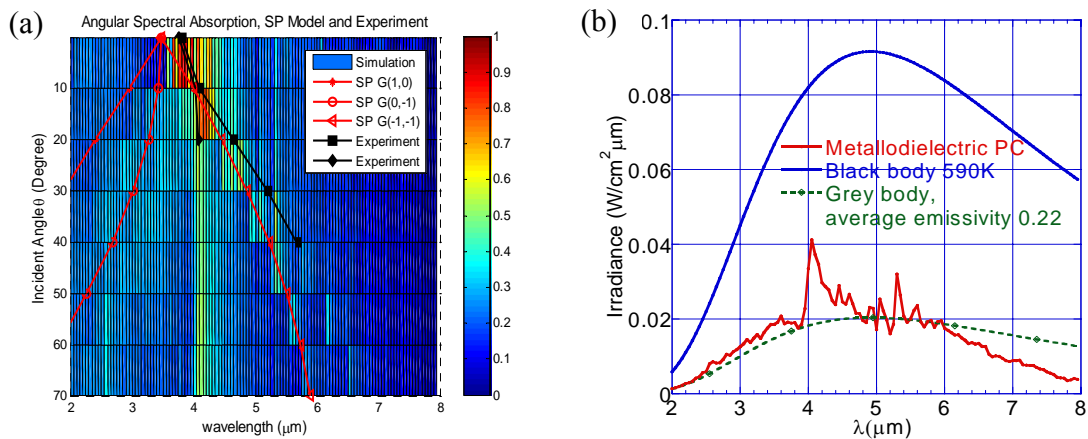 (a)
Angular Spectral Absorption, SP Model and Experiment
Incident Angle θ (Degree)
10
20
30
40
50
60
70
2 3 4 5 6 7 8
wavelength (μm)
Simulation
SP G(1,0)
SP G(0,-1)
SP G(-1,-1)
Experiment
Experiment
1
0.9
0.8
0.7
0.6
0.5
0.4
0.3
0.2
0.1
0
(b)
Irradiance (W/cm² μm)
0.1
0.08
0.06
0.04
0.02
0
2 3 4 5 6 7 8
λ(μm)
Metallodielectric PC
Black body 590K
Grey body,
average emissivity 0.22